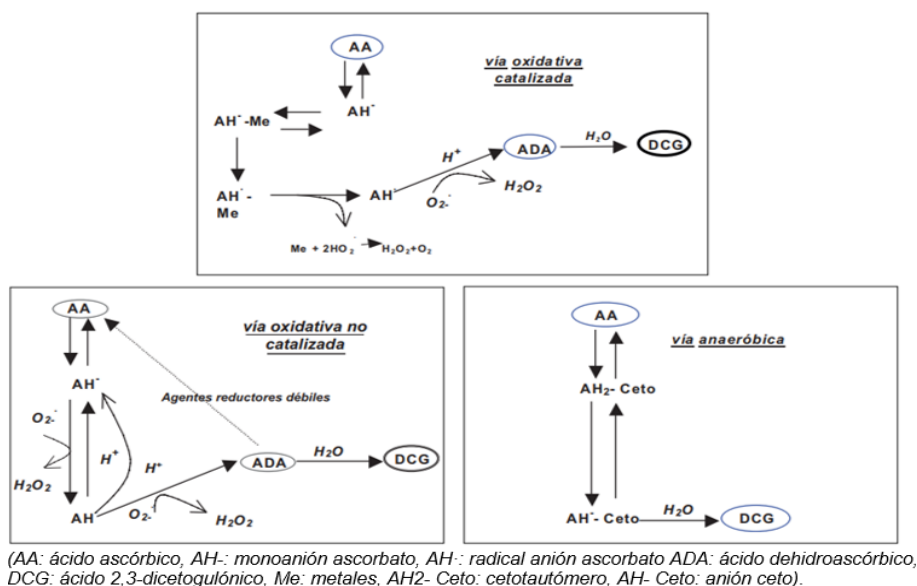 AA
vía oxidativa
catalizada
AH⁻
AH⁻-Me
H⁺
ADA
H₂O
DCG
AH⁻ -
Me
AH⁻
O₂⁻
H₂O₂
Me + 2HO₂⁻ H₂O₂+O₂
AA
vía oxidativa no
catalizada
AH⁻
Agentes reductores débiles
O₂⁻
H⁺
H⁺
ADA
H₂O
DCG
H₂O₂
AH
O₂⁻
H₂O₂
AA
vía anaeróbica
AH₂- Ceto
AH⁻- Ceto
H₂O
DCG
(AA: ácido ascórbico, AH-: monoanión ascorbato, AH·: radical anión ascorbato ADA: ácido dehidroascórbico,
DCG: ácido 2,3-dicetogulónico, Me: metales, AH2- Ceto: cetotautómero, AH- Ceto: anión ceto).